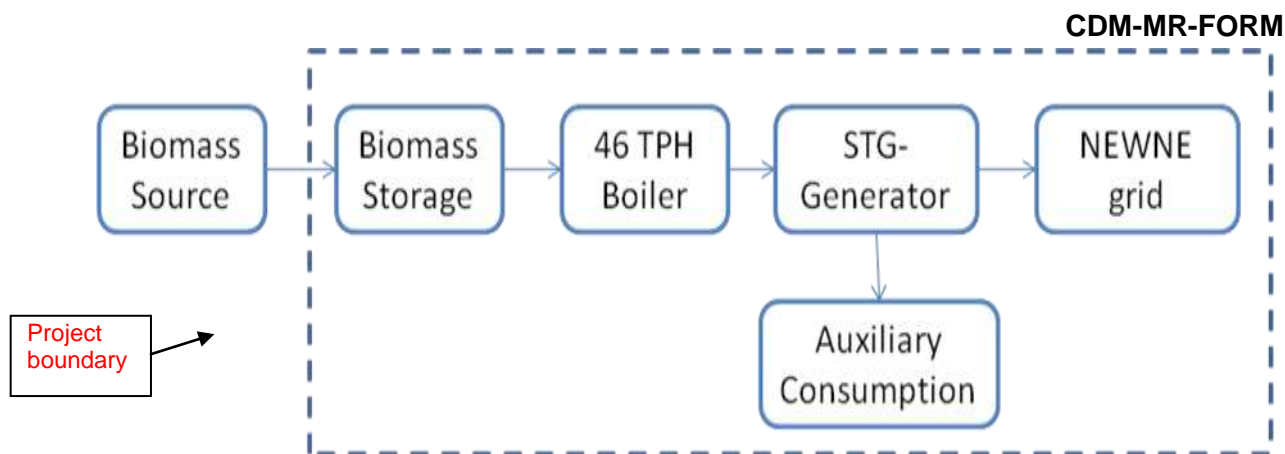 CDM-MR-FORM
Biomass
Source
Biomass
Storage
46 TPH
Boiler
STG-
Generator
NEWNE
grid
Project
boundary
Auxiliary
Consumption